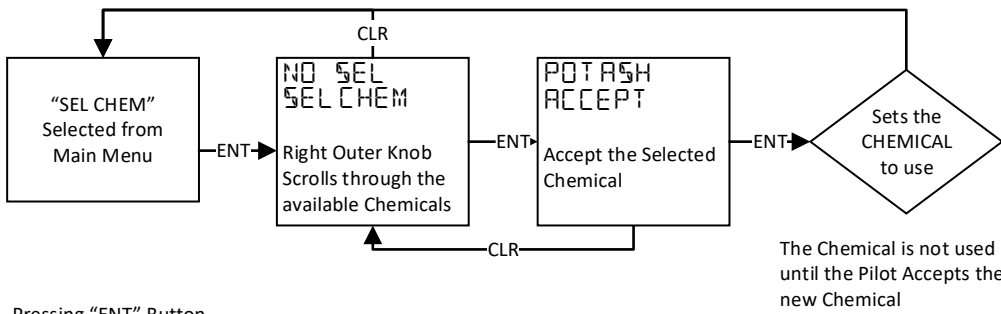 CLR
"SEL CHEM"
Selected from
Main Menu
ENT
NO SEL
SEL CHEM
Right Outer Knob
Scrolls through the
available Chemicals
ENT
POTASH
ACCEPT
Accept the Selected
Chemical
ENT
Sets the
CHEMICAL
to use
CLR
The Chemical is not used
until the Pilot Accepts the
new Chemical
Pressing "ENT" Button